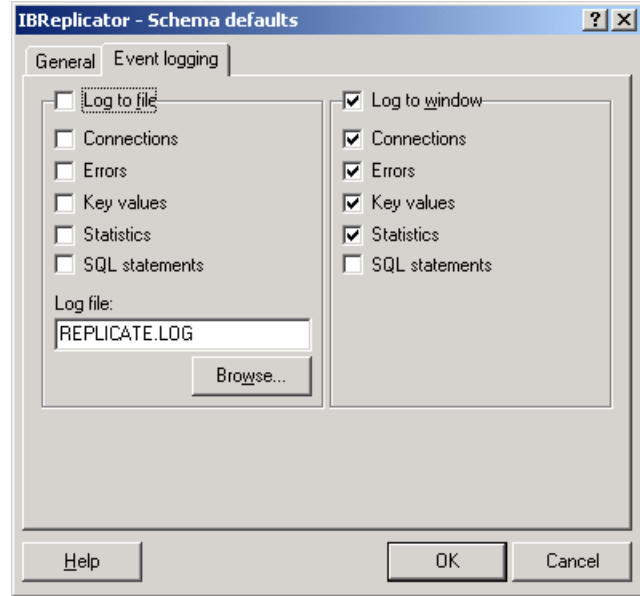 IBReplicator - Schema defaults
General
Event logging
Log to file
Connections
Errors
Key values
Statistics
SQL statements
Log file:
REPLICATE.LOG
Browse...
Log to window
Connections
Errors
Key values
Statistics
SQL statements
Help
OK
Cancel